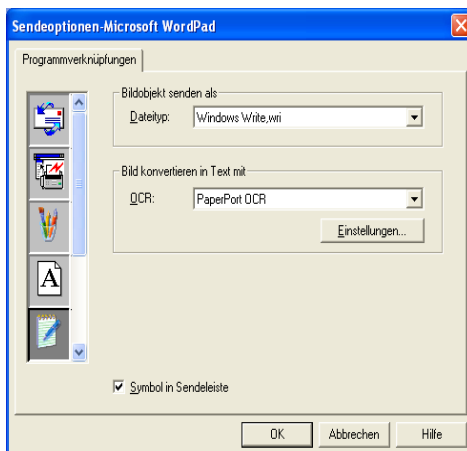 Sendeoptionen-Microsoft WordPad
Programmverknüpfungen
Bildobjekt senden als
Dateityp: Windows Write,wri
Bild konvertieren in Text mit
OCR: PaperPort OCR
Einstellungen...
A
Symbol in Sendeleiste
OK Abbrechen Hilfe